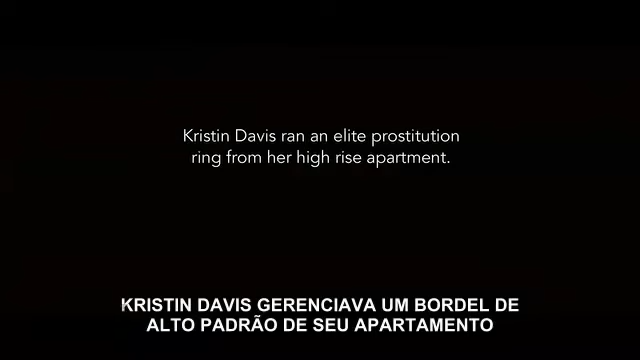 Kristin Davis ran an elite prostitution
ring from her high rise apartment.
KRISTIN DAVIS GERENCIAVA UM BORDEL DE
ALTO PADRÃO DE SEU APARTAMENTO